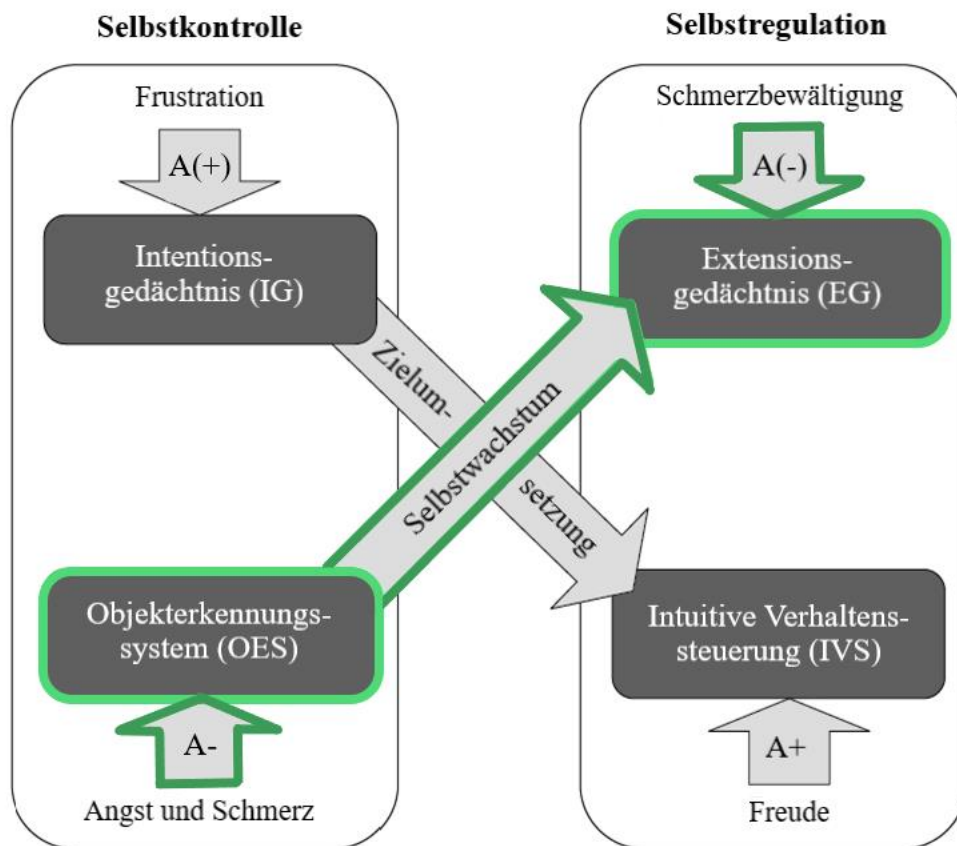 Selbstkontrolle
Selbstregulation
Frustration
A(+)
Intentions-
gedächtnis (IG)
Schmerzbewältigung
A(-)
Extensions-
gedächtnis (EG)
Zielum-
setzung
Selbstwachstum
Objekterkennungs-
system (OES)
A-
Angst und Schmerz
Intuitive Verhaltens-
steuerung (IVS)
A+
Freude